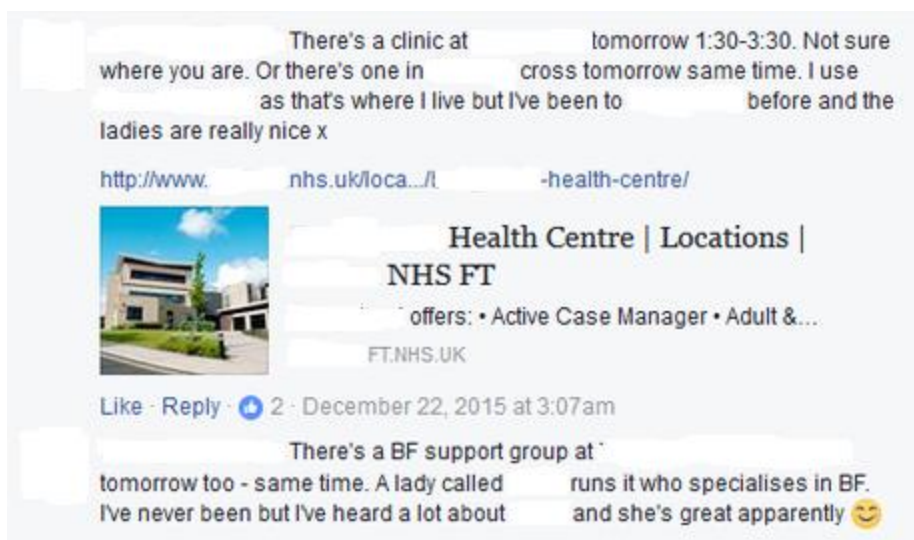 There's a clinic at tomorrow 1:30-3:30. Not sure
where you are. Or there's one in cross tomorrow same time. I use
as that's where I live but I've been to before and the
ladies are really nice x
http://www. nhs.uk/loca.../l -health-centre/
Health Centre | Locations |
NHS FT
offers: • Active Case Manager • Adult &...
FT.NHS.UK
Like · Reply · 2 · December 22, 2015 at 3:07am
There's a BF support group at
tomorrow too - same time. A lady called runs it who specialises in BF.
I've never been but I've heard a lot about and she's great apparently 😊